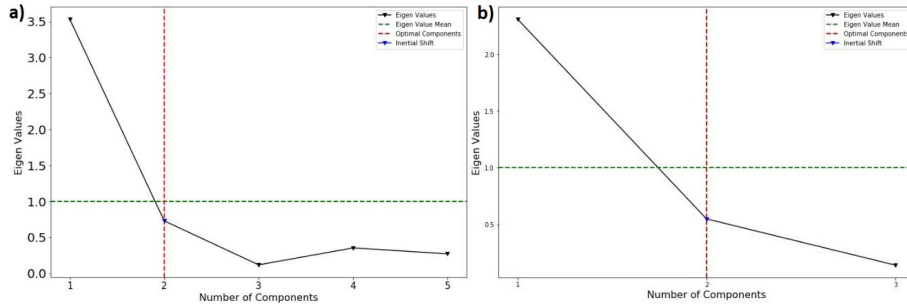 a)
Eigen Values
3.5
3.0
2.5
2.0
1.5
1.0
0.5
0.0
1 2 3 4 5
Number of Components
Eigen Values
Eigen Value Mean
Optimal Components
Inertial Shift
b)
Eigen Values
2.0
1.5
1.0
0.5
1 2 3
Number of Components
Eigen Values
Eigen Value Mean
Optimal Components
Inertial Shift